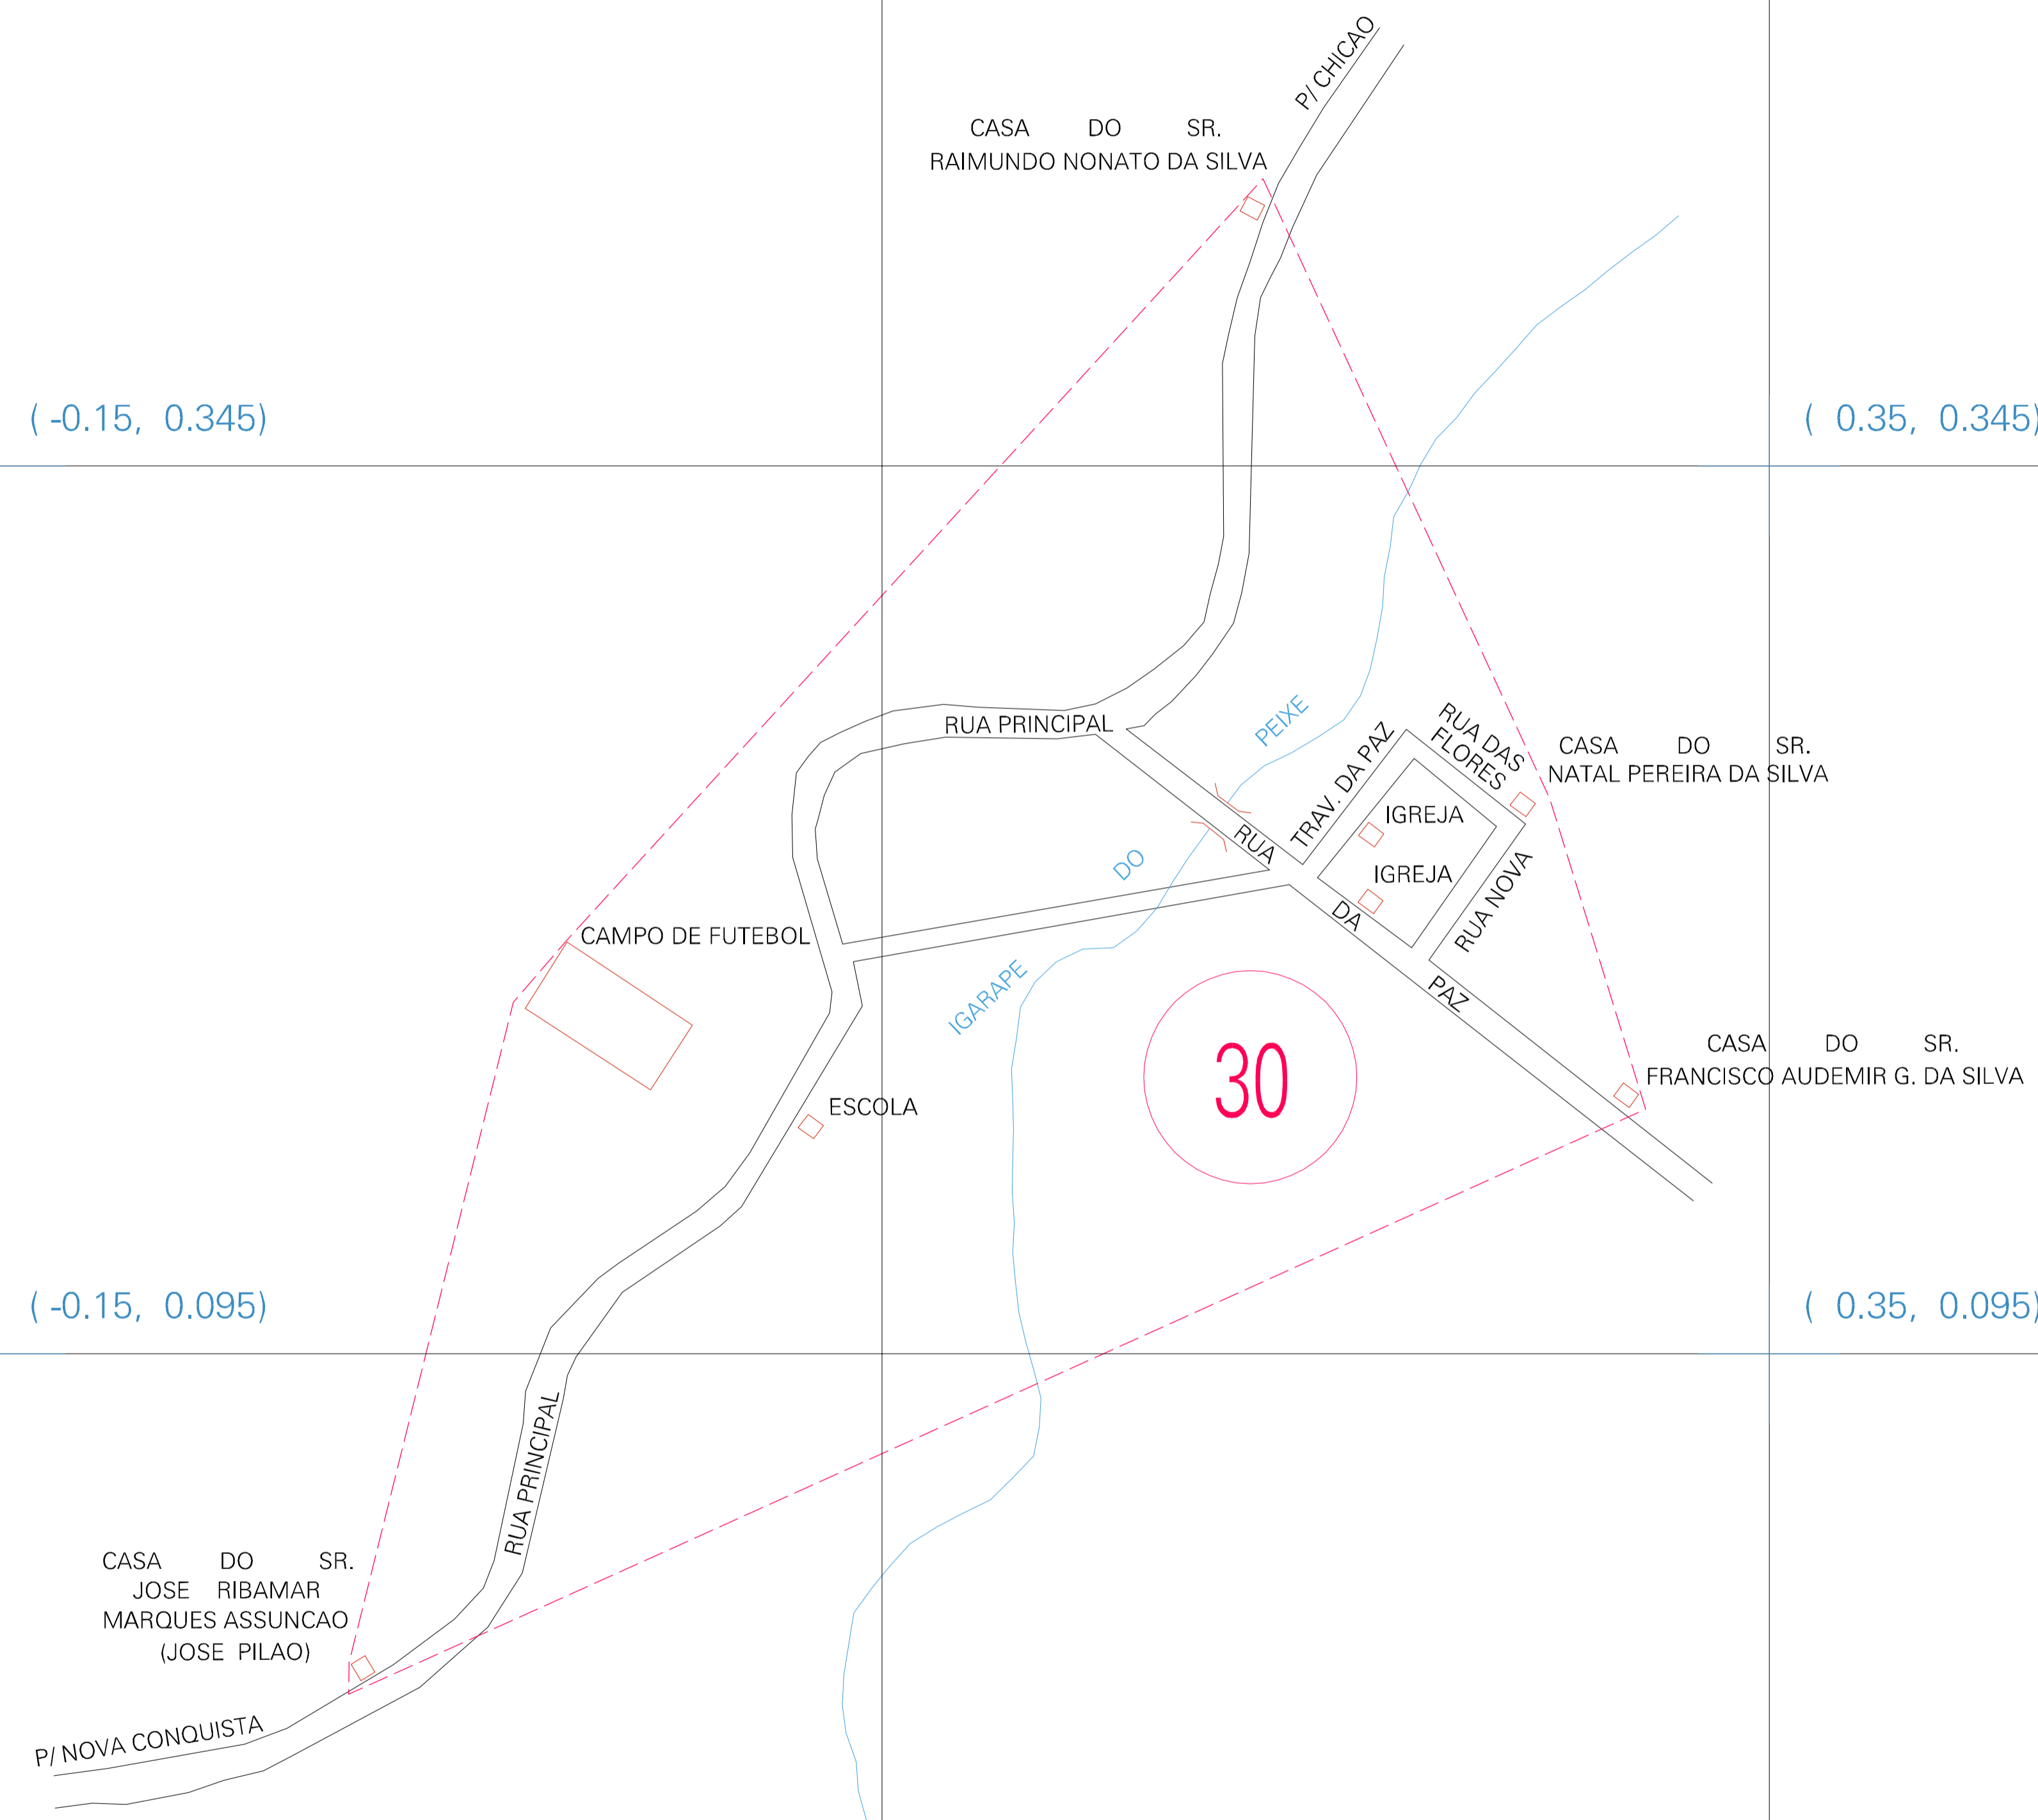 P/ CHICAO
CASA DO SR.
RAIMUNDO NONATO DA SILVA
( -0.15, 0.345)
( 0.35, 0.345)
RUA PRINCIPAL
PEIXE
TRAV. DA PAZ
RUA DAS
FLORES
CASA DO SR.
NATAL PEREIRA DA SILVA
IGREJA
RUA
DO
IGREJA
DA
RUA NOVA
CAMPO DE FUTEBOL
IGARAPE
PAZ
30
CASA DO SR.
FRANCISCO AUDEMIR G. DA SILVA
ESCOLA
( -0.15, 0.095)
( 0.35, 0.095)
RUA PRINCIPAL
CASA DO SR.
JOSE RIBAMAR
MARQUES ASSUNCAO
(JOSE PILAO)
P/ NOVA CONQUISTA